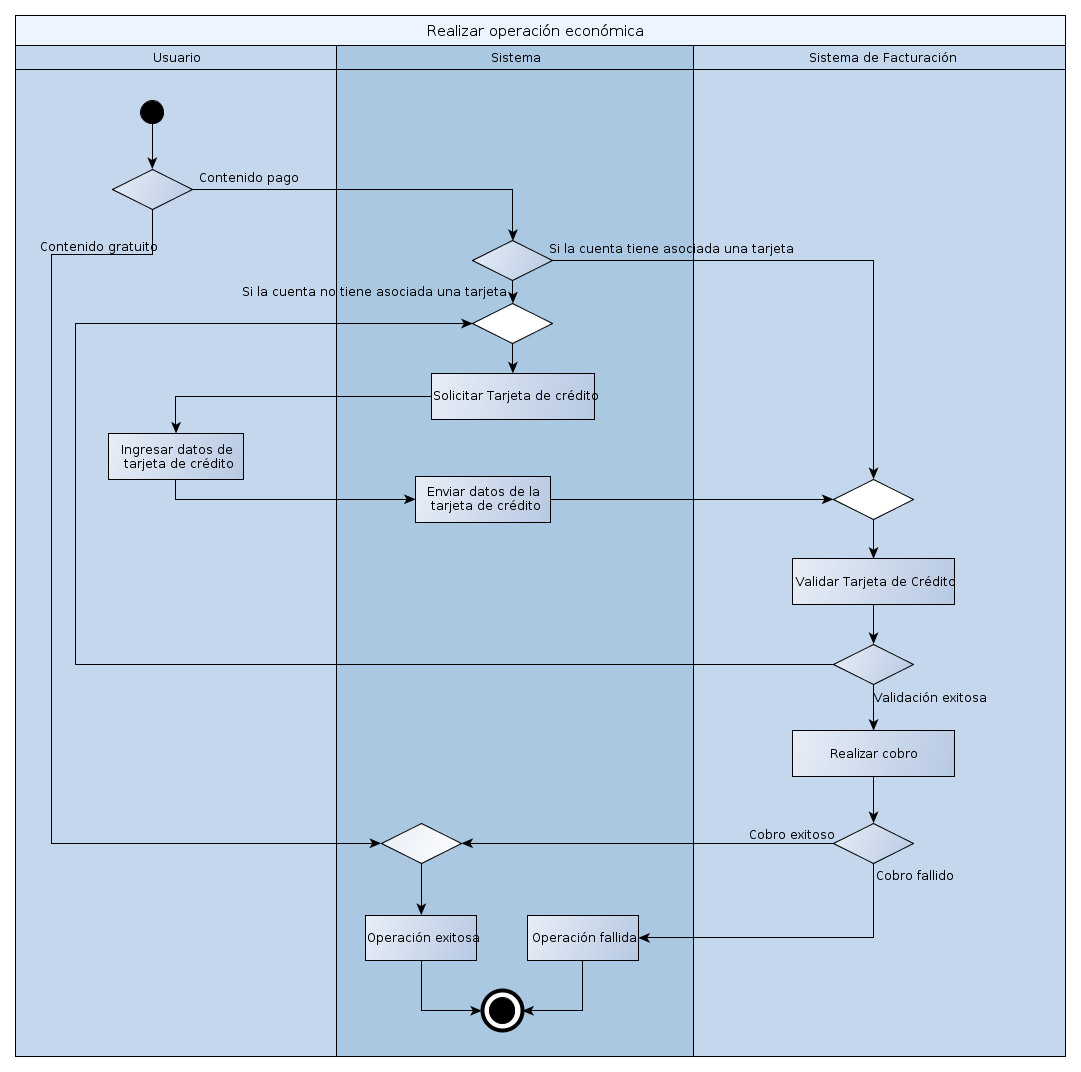 Realizar operación económica
Usuario
Sistema
Sistema de Facturación
Contenido pago
Contenido gratuito
Si la cuenta tiene asociada una tarjeta
Si la cuenta no tiene asociada una tarjeta
Solicitar Tarjeta de crédito
Ingresar datos de
tarjeta de crédito
Enviar datos de la
tarjeta de crédito
Validar Tarjeta de Crédito
Validación exitosa
Realizar cobro
Cobro exitoso
Cobro fallido
Operación exitosa
Operación fallida